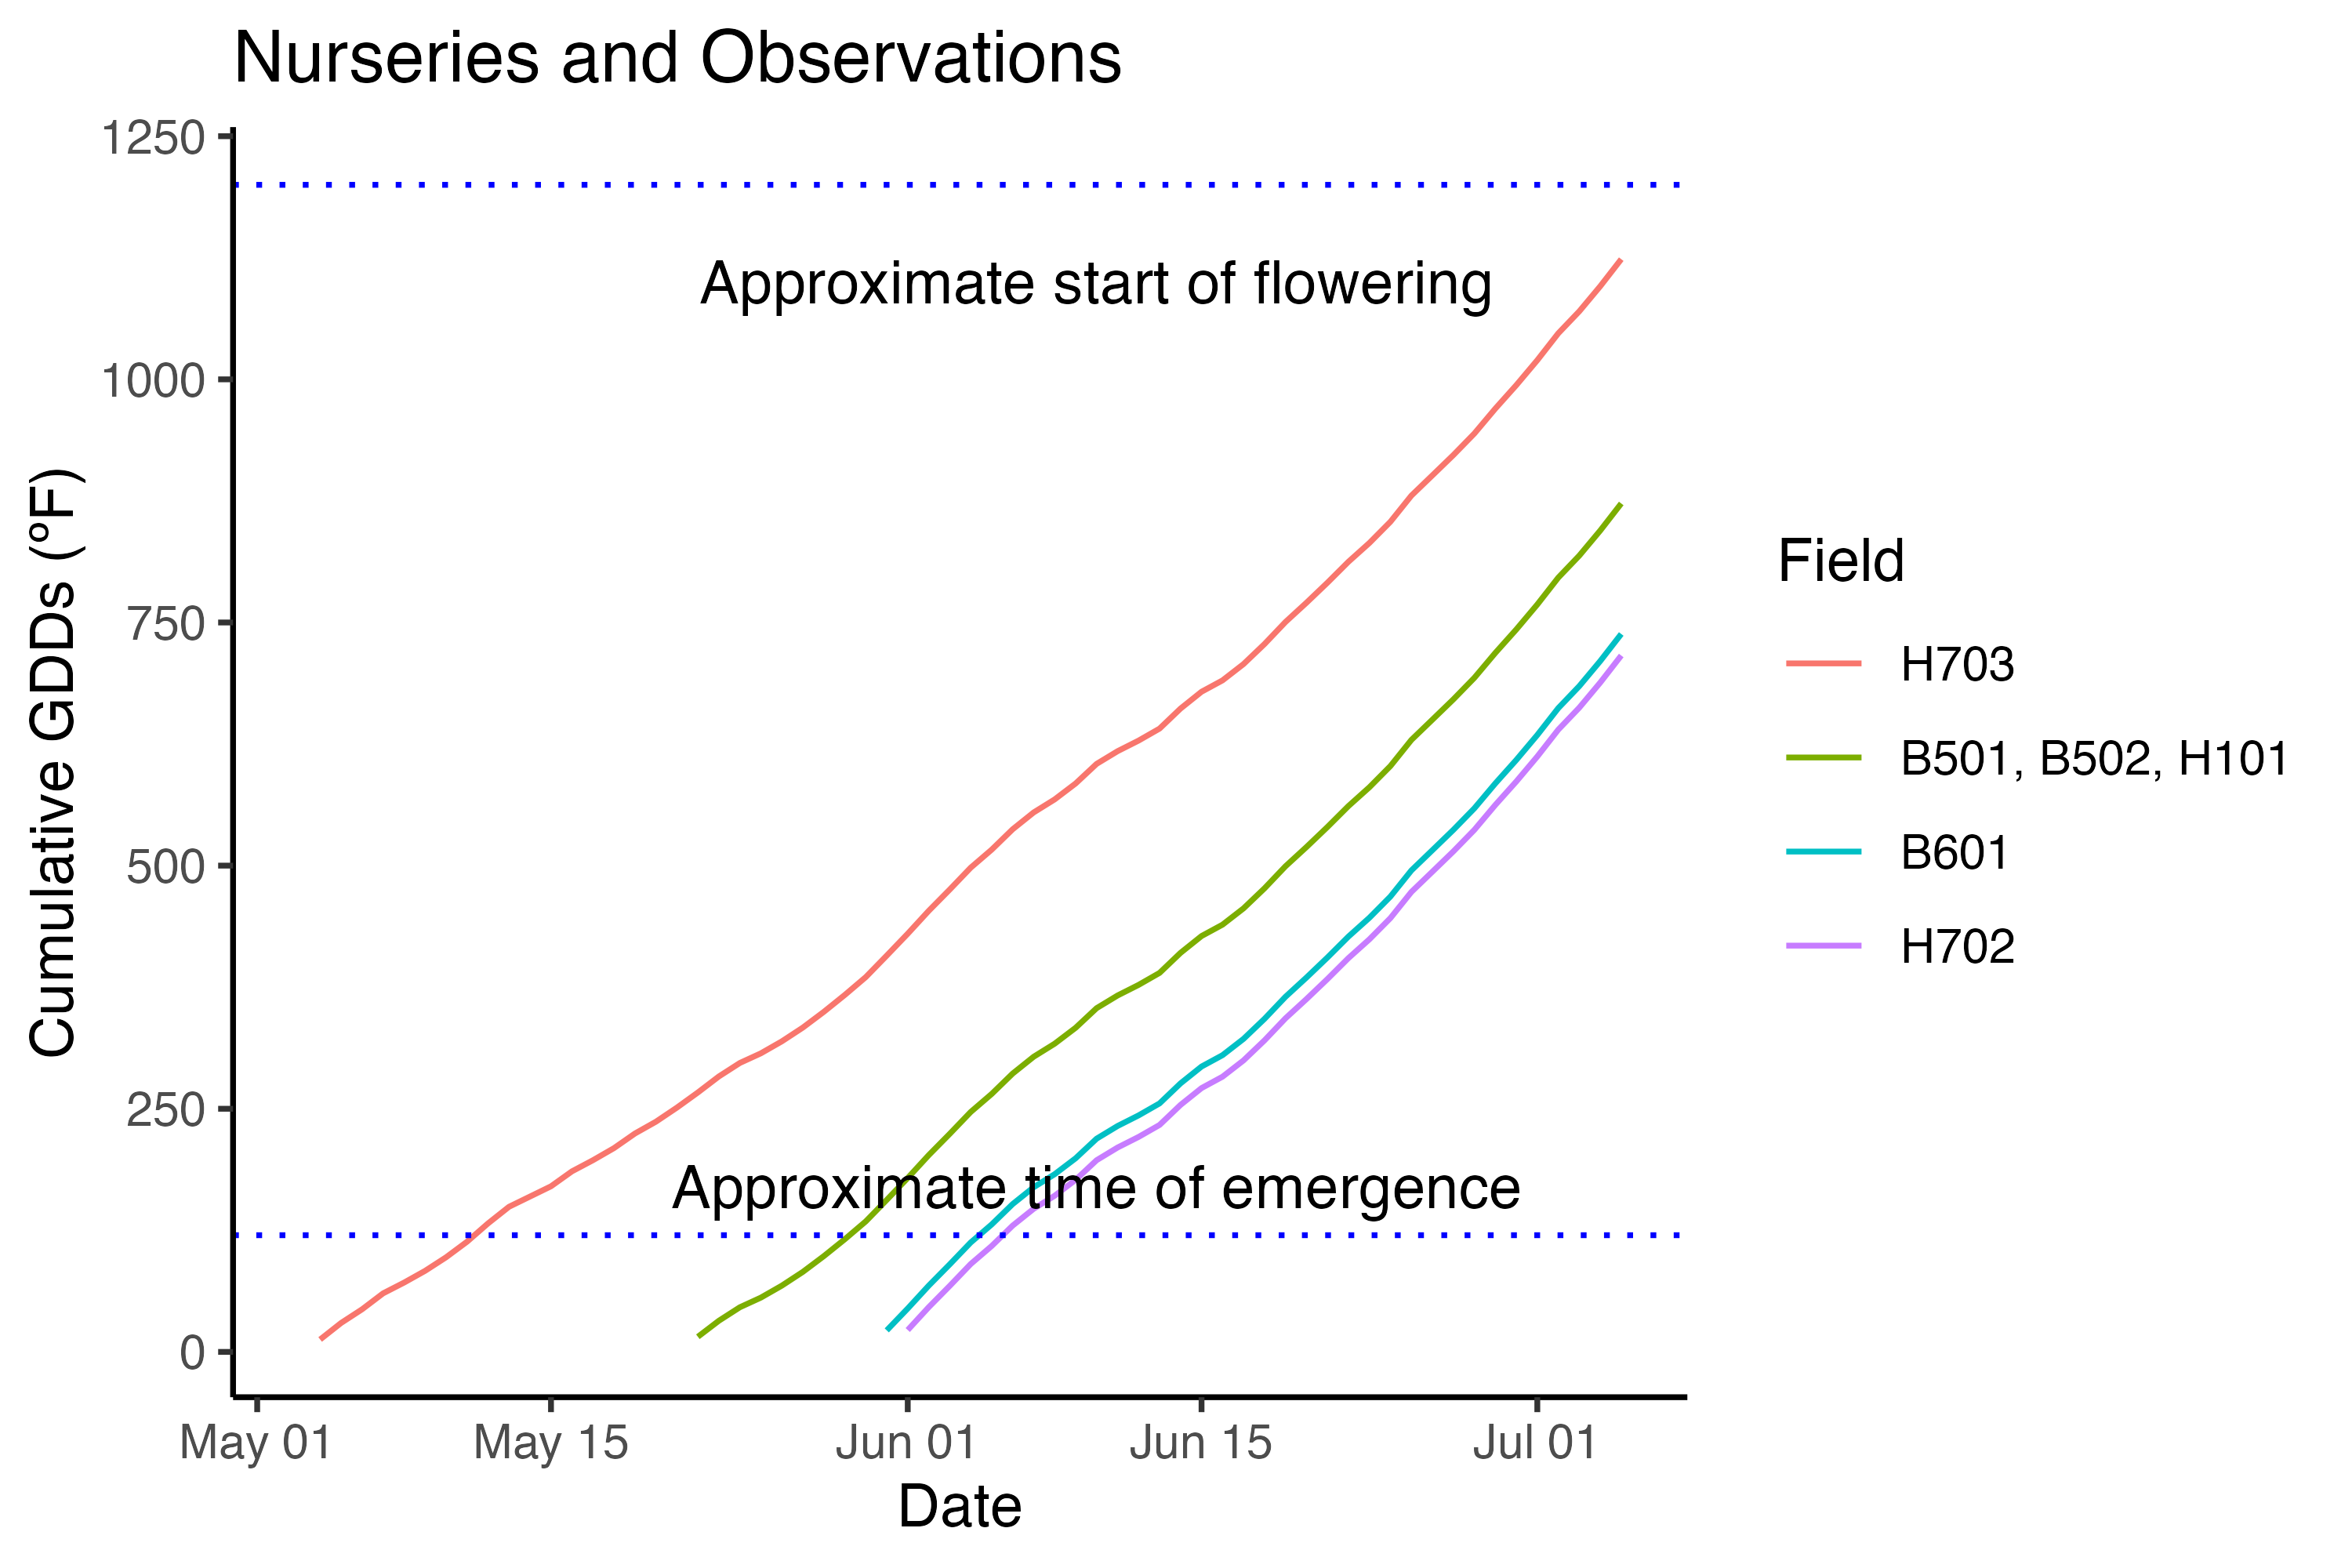 Nurseries and Observations
1250
1000
750
500
250
0
Cumulative GDDs (ºF)
Approximate start of flowering
Approximate time of emergence
May 01
May 15
Jun 01
Jun 15
Jul 01
Date
Field
H703
B501, B502, H101
B601
H702